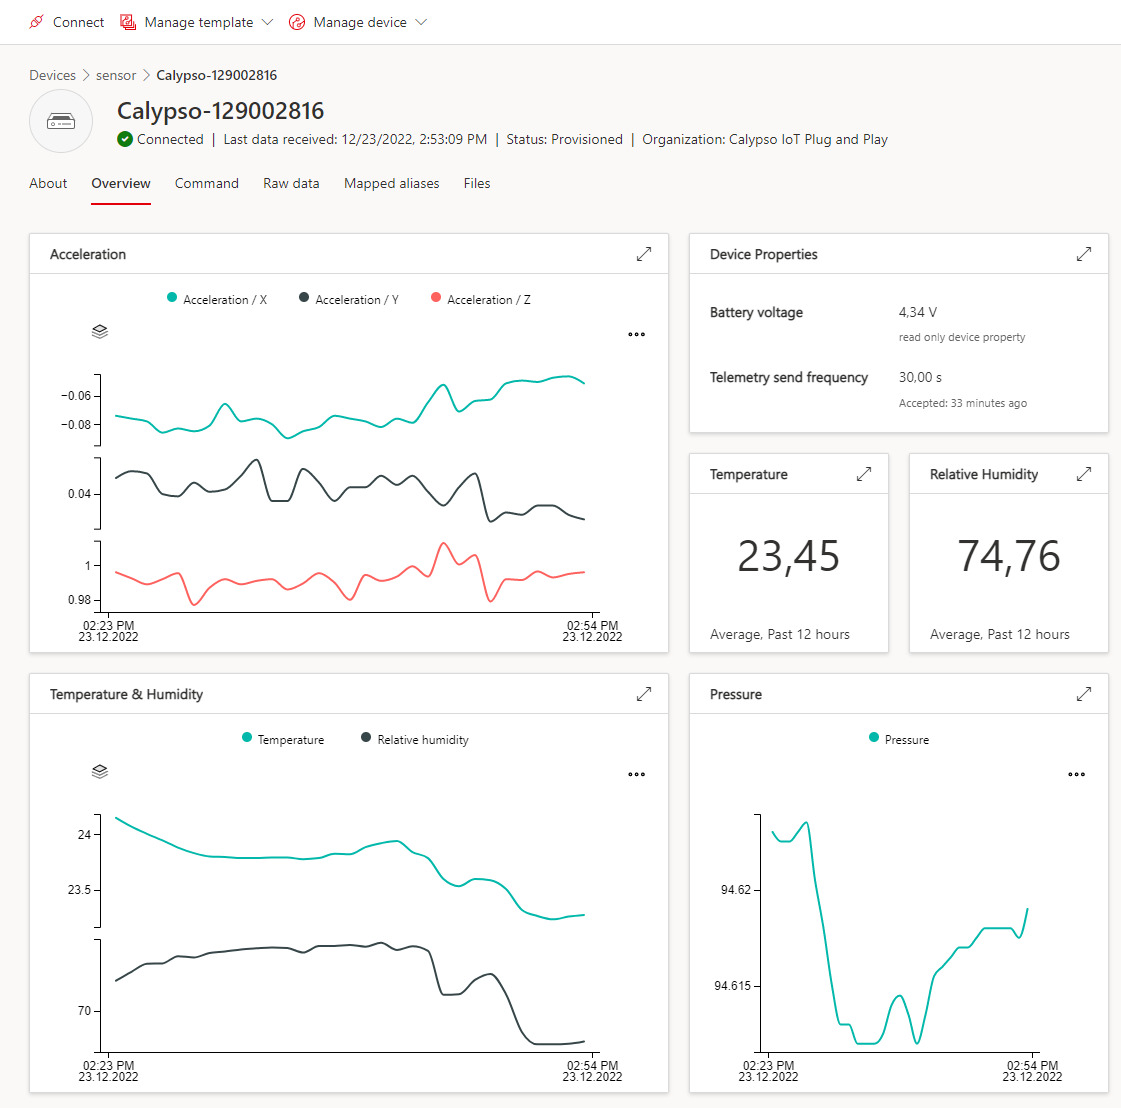 Connect Manage template Manage device
Devices > sensor > Calypso-129002816
Calypso-129002816
Connected | Last data received: 12/23/2022, 2:53:09 PM | Status: Provisioned | Organization: Calypso IoT Plug and Play
About Overview Command Raw data Mapped aliases Files
Acceleration
Acceleration / X Acceleration / Y Acceleration / Z
−0.06
−0.08
0.04
1
0.98
02:23 PM 02:54 PM
23.12.2022 23.12.2022
Device Properties
Battery voltage 4,34 V
read only device property
Telemetry send frequency 30,00 s
Accepted: 33 minutes ago
Temperature
23,45
Average, Past 12 hours
Relative Humidity
74,76
Average, Past 12 hours
Temperature & Humidity
Temperature Relative humidity
24
23.5
70
02:23 PM 02:54 PM
23.12.2022 23.12.2022
Pressure
Pressure
94.62
94.615
02:23 PM 02:54 PM
23.12.2022 23.12.2022